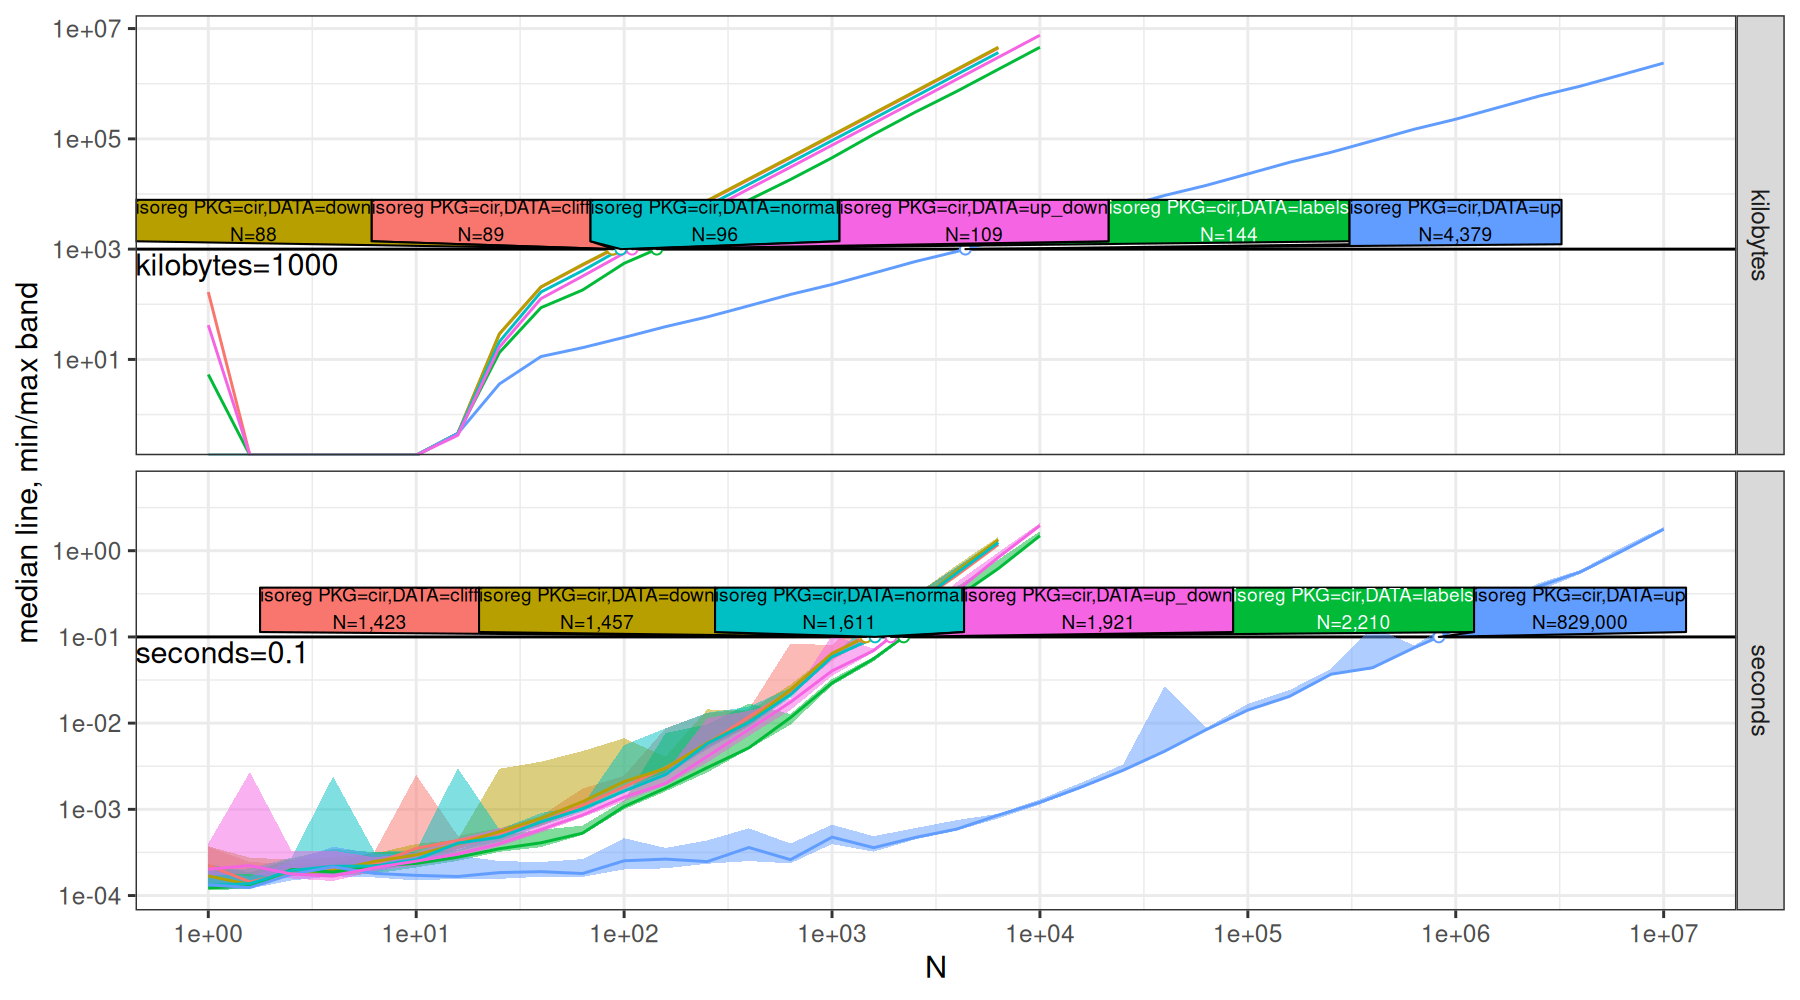 1e+07
1e+05
1e+03
1e+01
kilobytes
isoreg PKG=cir,DATA=down
N=88
isoreg PKG=cir,DATA=cliff
N=89
isoreg PKG=cir,DATA=normal
N=96
isoreg PKG=cir,DATA=up_down
N=109
isoreg PKG=cir,DATA=labels
N=144
isoreg PKG=cir,DATA=up
N=4,379
kilobytes=1000
median line, min/max band
1e+00
1e-01
1e-02
1e-03
1e-04
seconds
isoreg PKG=cir,DATA=cliff
N=1,423
isoreg PKG=cir,DATA=down
N=1,457
isoreg PKG=cir,DATA=normal
N=1,611
isoreg PKG=cir,DATA=up_down
N=1,921
isoreg PKG=cir,DATA=labels
N=2,210
isoreg PKG=cir,DATA=up
N=829,000
seconds=0.1
1e+00
1e+01
1e+02
1e+03
1e+04
1e+05
1e+06
1e+07
N